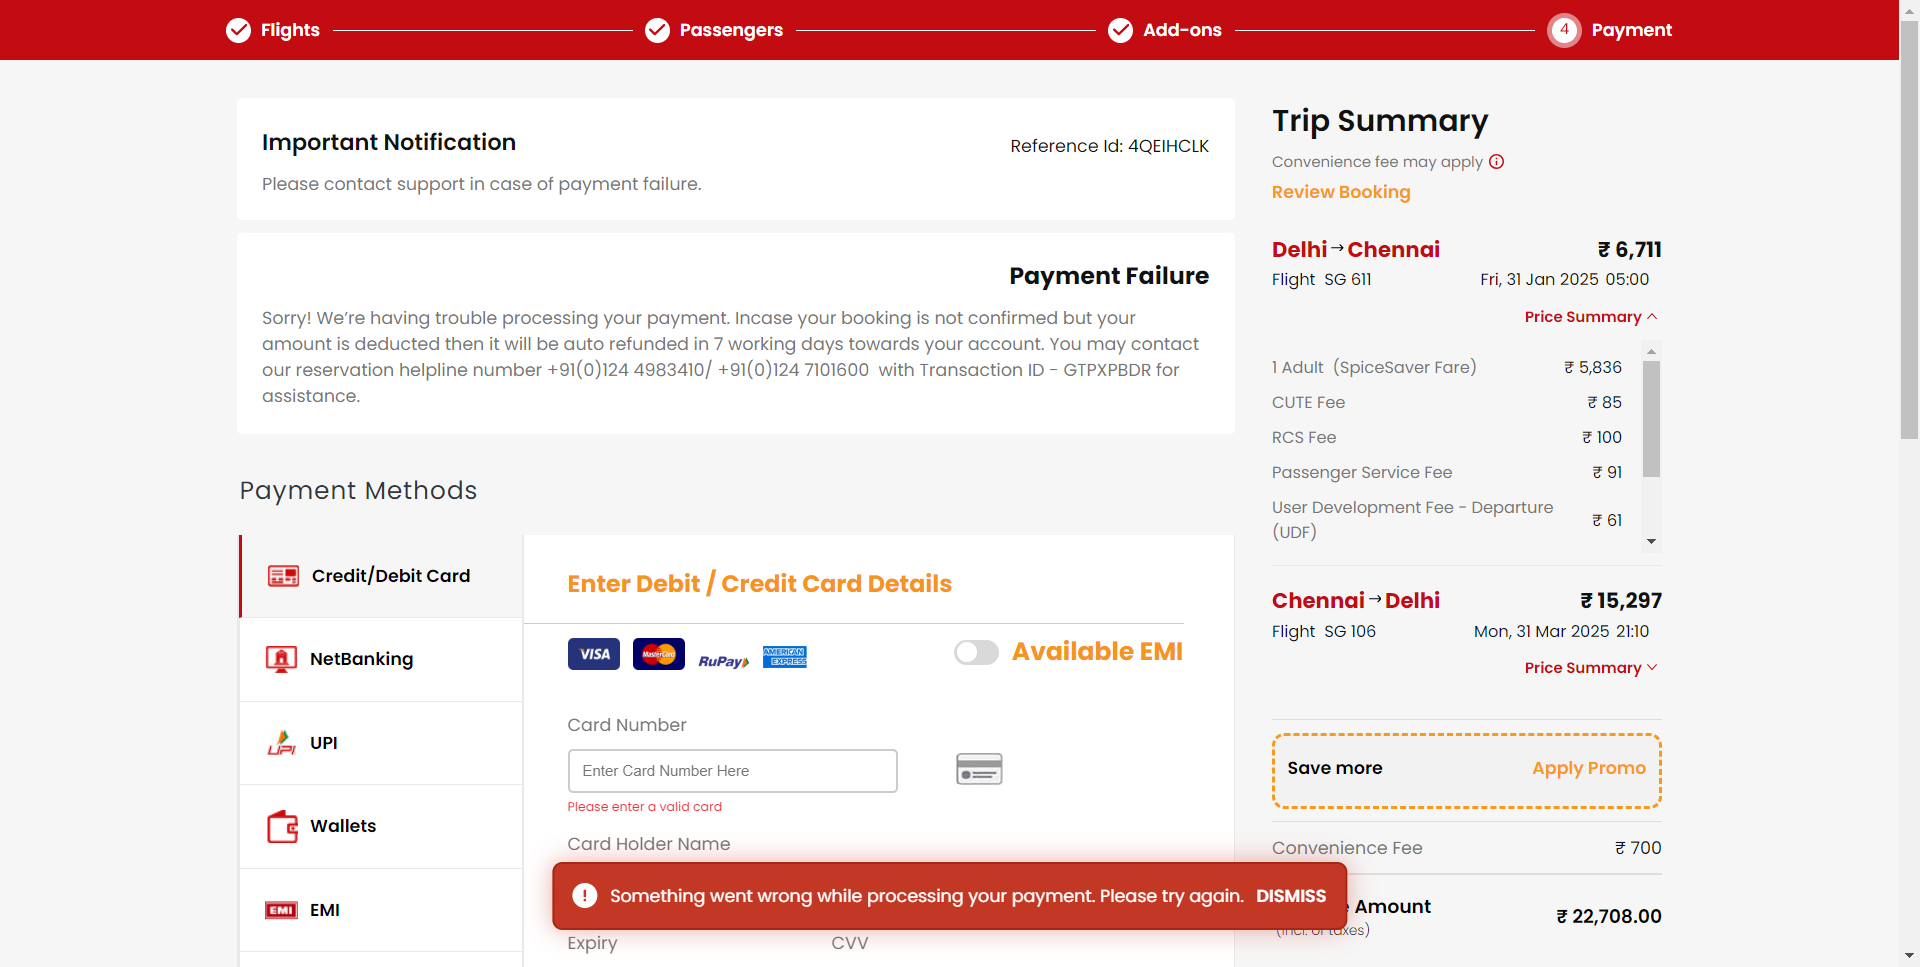 Flights
Passengers
Add-ons
4 Payment
Important Notification
Reference Id: 4QEIHCLK
Please contact support in case of payment failure.
Payment Failure
Sorry! We’re having trouble processing your payment. Incase your booking is not confirmed but your
amount is deducted then it will be auto refunded in 7 working days towards your account. You may contact
our reservation helpline number +91(0)124 4983410/ +91(0)124 7101600 with Transaction ID - GTPXPBDR for
assistance.
Payment Methods
Credit/Debit Card
NetBanking
UPI UPI
Wallets
EMI EMI
Enter Debit / Credit Card Details
VISA MasterCard RuPay AMERICAN EXPRESS
Available EMI
Card Number
Enter Card Number Here
Please enter a valid card
Card Holder Name
Something went wrong while processing your payment. Please try again. DISMISS
Expiry CVV
Trip Summary
Convenience fee may apply
Review Booking
Delhi → Chennai ₹ 6,711
Flight SG 611 Fri, 31 Jan 2025 05:00
Price Summary
1 Adult (SpiceSaver Fare) ₹ 5,836
CUTE Fee ₹ 85
RCS Fee ₹ 100
Passenger Service Fee ₹ 91
User Development Fee - Departure
(UDF) ₹ 61
Chennai → Delhi ₹ 15,297
Flight SG 106 Mon, 31 Mar 2025 21:10
Price Summary
Save more Apply Promo
Convenience Fee ₹ 700
Amount ₹ 22,708.00
(incl. of taxes)